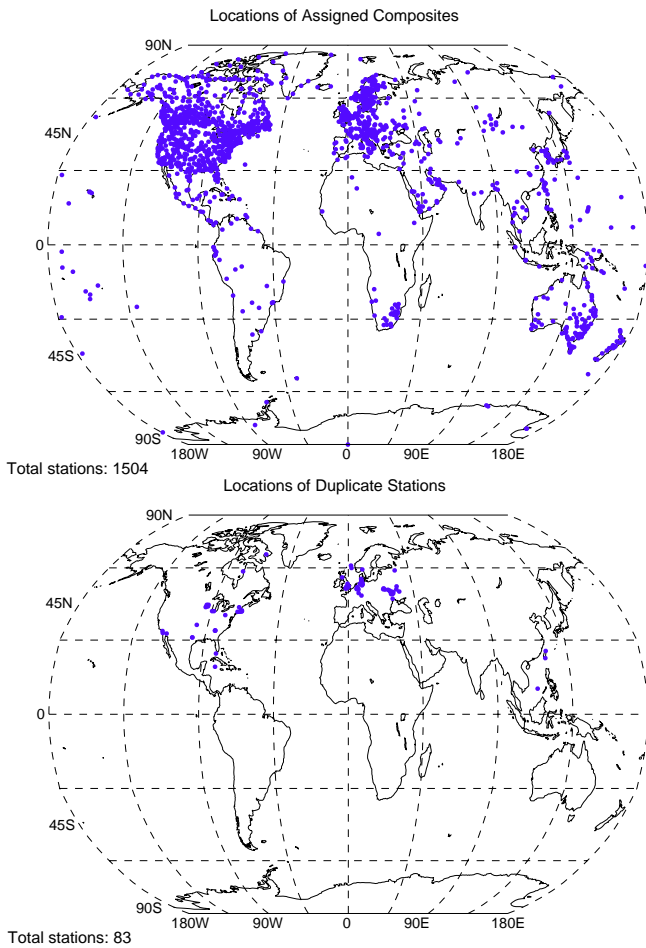 Locations of Assigned Composites
90N
45N
0
45S
90S
180W 90W 0 90E 180E
Total stations: 1504
Locations of Duplicate Stations
90N
45N
0
45S
90S
180W 90W 0 90E 180E
Total stations: 83